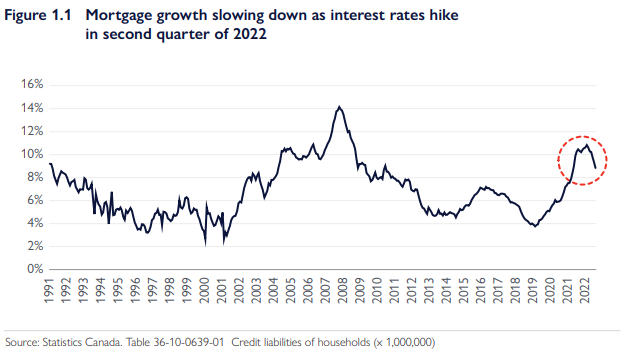 Figure 1.1 Mortgage growth slowing down as interest rates hike
in second quarter of 2022
16%
14%
12%
10%
8%
6%
4%
2%
0%
1991 1992 1993 1994 1995 1996 1997 1998 1999 2000 2001 2002 2003 2004 2005 2006 2007 2008 2009 2010 2011 2012 2013 2014 2015 2016 2017 2018 2019 2020 2021 2022
Source: Statistics Canada. Table 36-10-0639-01 Credit liabilities of households (x 1,000,000)